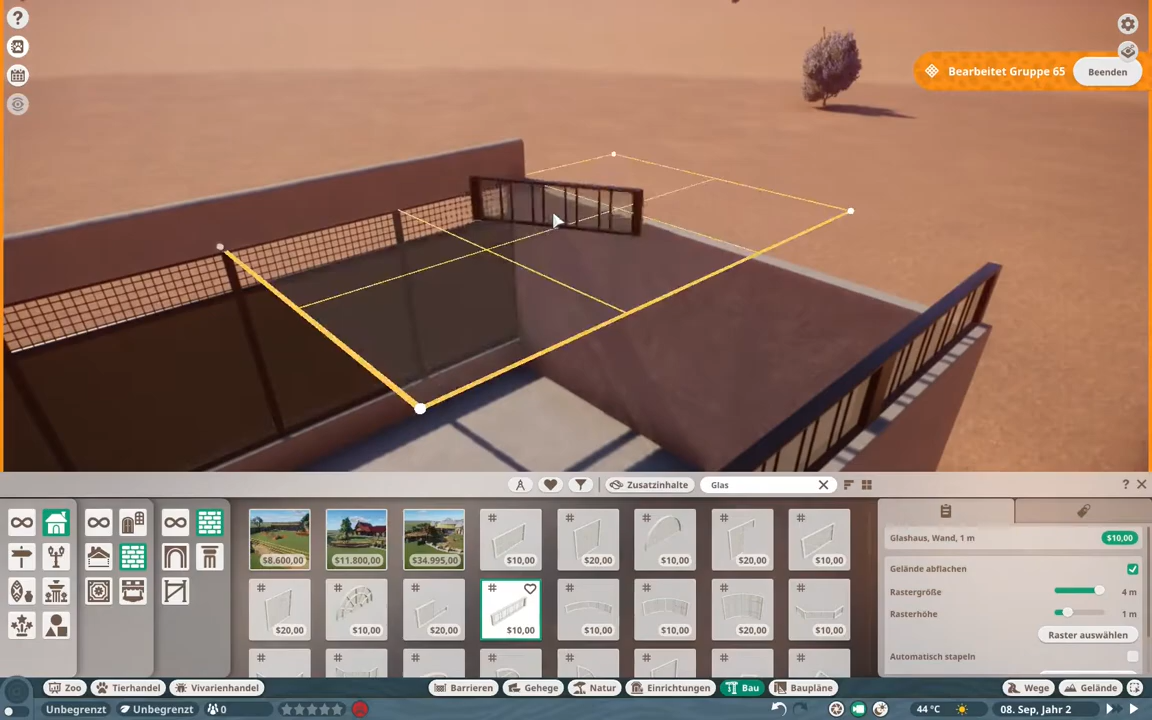 ?
Bearbeitet Gruppe 65
Beenden
Zusatzinhalte
Glas
?
$8.600,00
$11.800,00
$34.995,00
$10,00
$20,00
$10,00
$20,00
$10,00
$20,00
$10,00
$20,00
$10,00
$10,00
$10,00
$20,00
$10,00
Glashaus, Wand, 1 m
$10,00
Gelände abflachen
Rastergröße
4 m
Rasterhöhe
1 m
Raster auswählen
Automatisch stapeln
Zoo
Tierhandel
Vivarienhandel
Barrieren
Gehege
Natur
Einrichtungen
Bau
Baupläne
Wege
Gelände
Unbegrenzt
Unbegrenzt
0
44 °C
08. Sep, Jahr 2